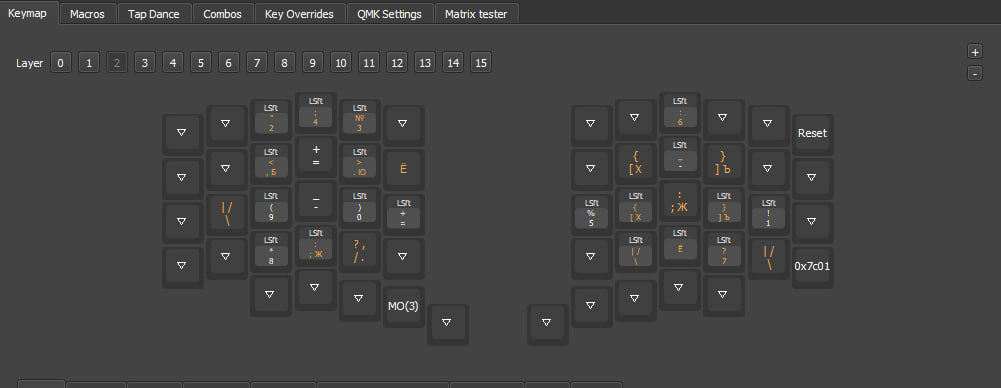 Keymap Macros Tap Dance Combos Key Overrides QMK Settings Matrix tester
Layer 0 1 2 3 4 5 6 7 8 9 10 11 12 13 14 15 +
-
LSft LSft LSft LSft
" ; № :
2 4 3 6 Reset
LSft + LSft LSft
< = > Ё { _ }
, Б . Ю [ Х - ] Ъ
| / LSft _ LSft LSft LSft LSft : LSft LSft
\ ( - ) + % { ; Ж } !
9 0 = 5 [ Х ] Ъ 1
LSft LSft ? , LSft LSft LSft | /
* : / . | / Ё ? \ 0x7c01
8 ; Ж \ 7
MO(3)